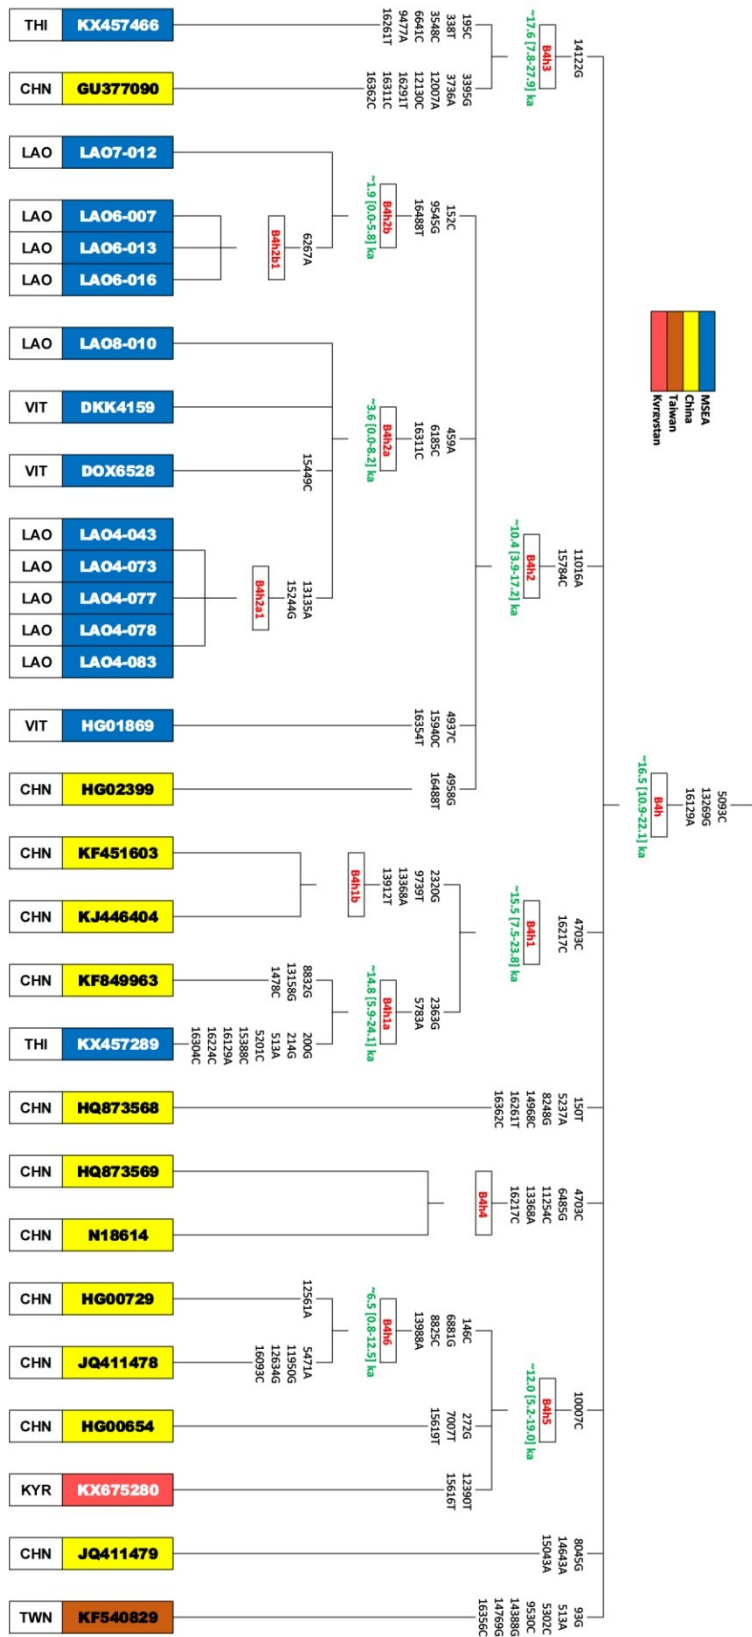 THI KX457466
195C
338T
3548C
6641C
9477A
16261T
CHN GU377090
3395G
3736A
12007A
12130C
16291T
16311C
16362C
B4h3
~17.6 [7.8-27.9] ka
14122G
LAO LAO7-012
LAO LAO6-007
LAO LAO6-013
LAO LAO6-016
B4h2b1
6267A
B4h2b
~1.9 [0.0-5.8] ka
152C
9545G
16488T
LAO LAO8-010
VIT DKK4159
VIT DOX6528
15449C
LAO LAO4-043
LAO LAO4-073
LAO LAO4-077
LAO LAO4-078
LAO LAO4-083
B4h2a1
13135A
15244G
B4h2a
~3.6 [0.0-8.2] ka
459A
6185C
16311C
VIT HG01869
4937C
15940C
16354T
CHN HG02399
4958G
16488T
B4h2
~10.4 [3.9-17.2] ka
11016A
15784C
MSEA
China
Taiwan
Kyrgystan
B4h
~16.5 [10.9-22.1] ka
5093C
13269G
16129A
CHN KF451603
CHN KJ446404
B4h1b
2320G
9739T
13368A
13912T
CHN KF849963
8832G
13158G
1478C
THI KX457289
200G
214G
513A
5201C
15388C
16129A
16224C
16304C
B4h1a
~14.8 [5.9-24.1] ka
2363G
5783A
B4h1
~15.5 [7.5-23.8] ka
4703C
16217C
CHN HQ873568
150T
5237A
8248G
14968C
16261T
16362C
CHN HQ873569
CHN N18614
B4h4
4703C
6485G
11254C
13368A
16217C
CHN HG00729
12561A
CHN JQ411478
5471A
11950G
12634G
16093C
B4h6
~6.5 [0.8-12.5] ka
146C
6881G
8825C
13988A
CHN HG00654
272G
7007T
15619T
KYR KX675280
12390T
15616T
B4h5
~12.0 [5.2-19.0] ka
10007C
CHN JQ411479
8045G
14643A
15043A
TWN KF540829
93G
513A
5302C
9530C
14388G
14769G
16356C